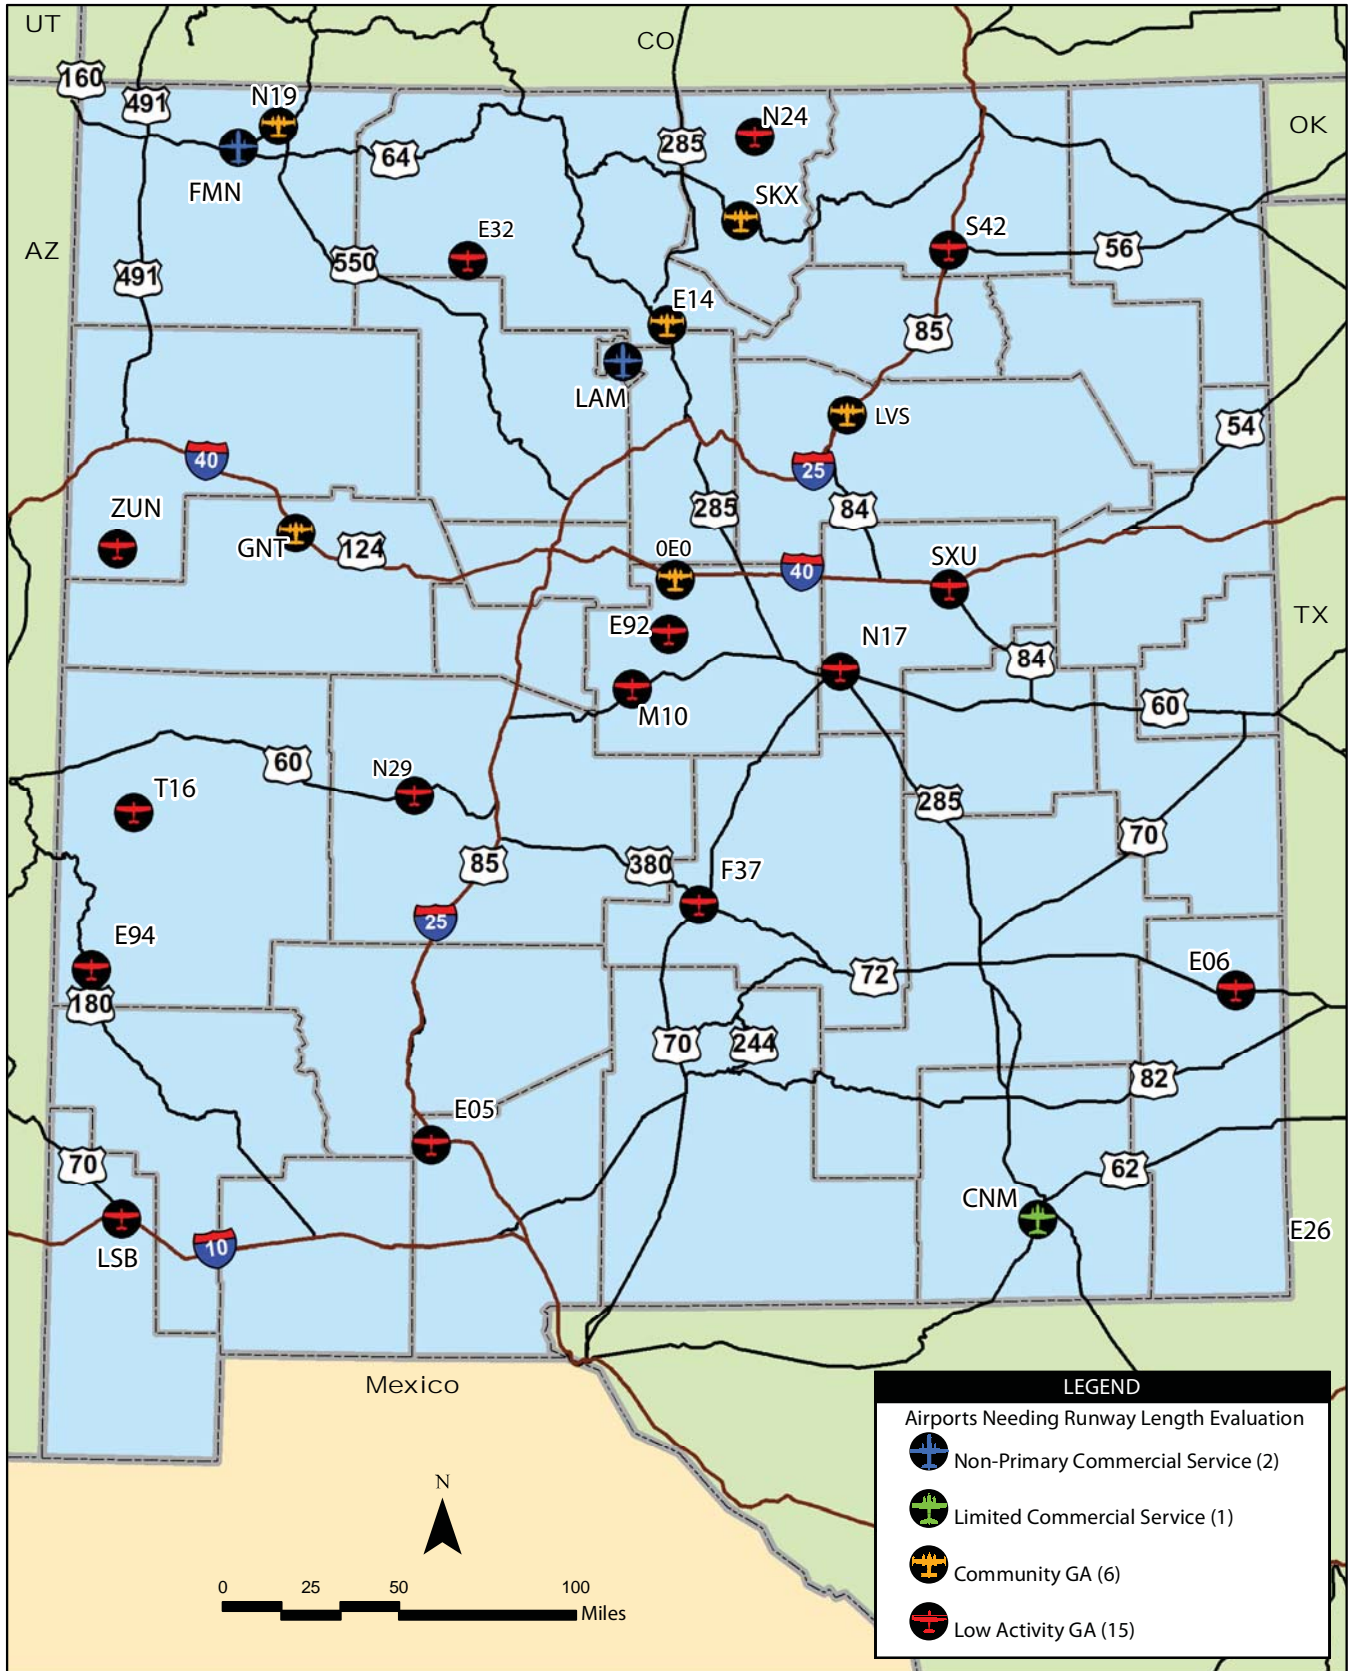 UT
CO
160
491
N19
N24
OK
285
64
FMN
SKX
E32
S42
AZ
56
550
491
E14
85
LAM
LVS
54
40
25
ZUN
285
84
GNT
124
0E0
40
SXU
TX
E92
N17
84
M10
60
60
N29
T16
285
70
85
380
F37
25
E94
E06
72
180
70
244
82
E05
70
62
CNM
E26
10
LSB
Mexico
LEGEND
Airports Needing Runway Length Evaluation
Non-Primary Commercial Service (2)
Limited Commercial Service (1)
Community GA (6)
Low Activity GA (15)
N
0 25 50 100
Miles